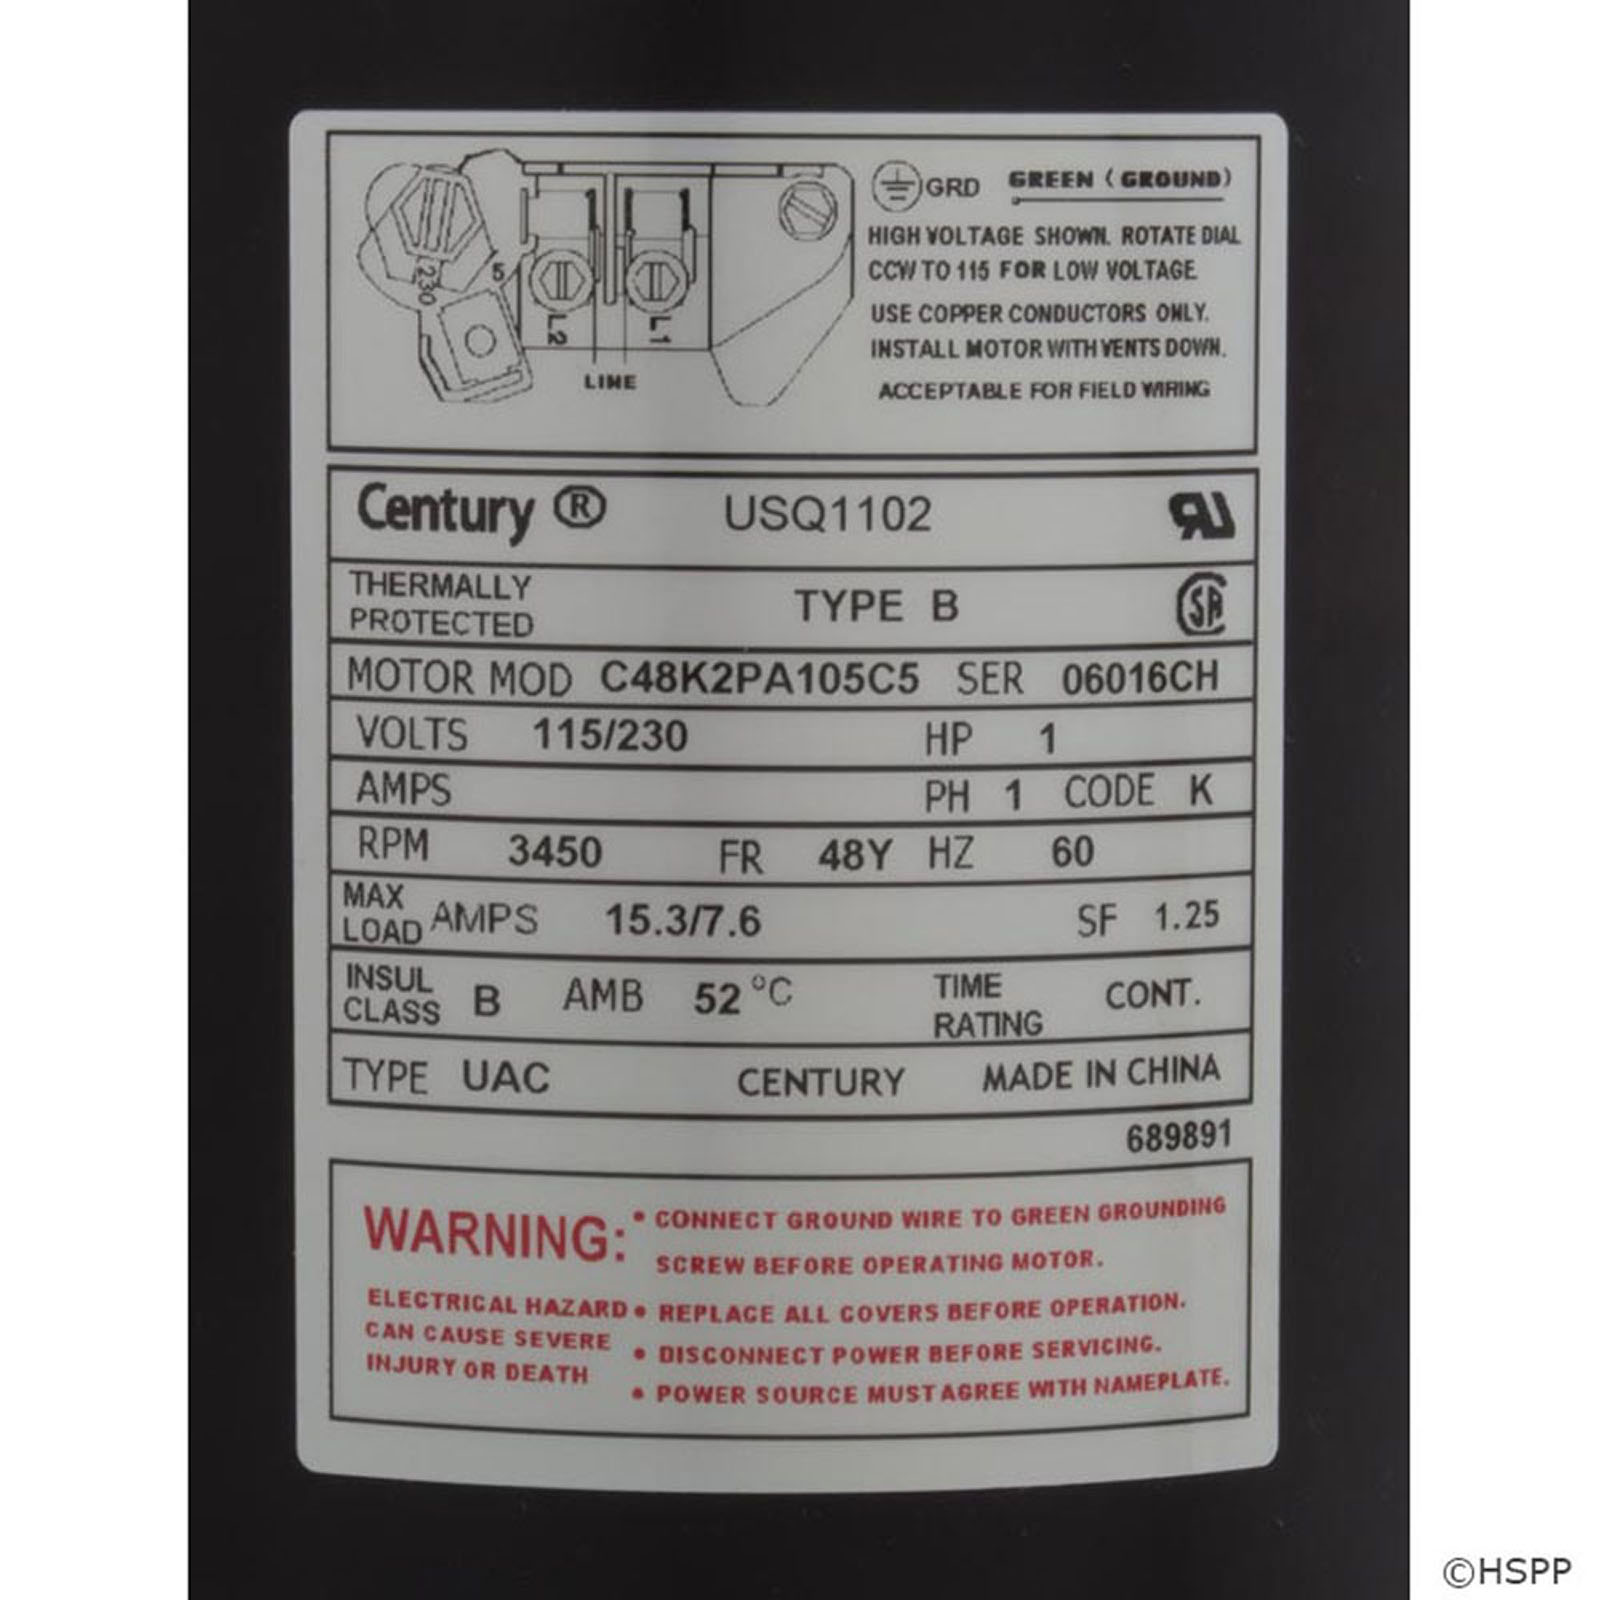 GRD GREEN (GROUND)
HIGH VOLTAGE SHOWN. ROTATE DIAL
CCW TO 115 FOR LOW VOLTAGE
USE COPPER CONDUCTORS ONLY.
INSTALL MOTOR WITH VENTS DOWN.
ACCEPTABLE FOR FIELD WIRING
230 5
L2 L1
LINE
Century ® USQ1102
THERMALLY
PROTECTED TYPE B
MOTOR MOD C48K2PA105C5 SER 06016CH
VOLTS 115/230 HP 1
AMPS PH 1 CODE K
RPM 3450 FR 48Y HZ 60
MAX
LOAD AMPS 15.3/7.6 SF 1.25
INSUL
CLASS B AMB 52 °C TIME
RATING CONT.
TYPE UAC CENTURY MADE IN CHINA
689891
WARNING:
ELECTRICAL HAZARD
CAN CAUSE SEVERE
INJURY OR DEATH
• CONNECT GROUND WIRE TO GREEN GROUNDING
SCREW BEFORE OPERATING MOTOR.
• REPLACE ALL COVERS BEFORE OPERATION.
• DISCONNECT POWER BEFORE SERVICING.
• POWER SOURCE MUST AGREE WITH NAMEPLATE.
©HSPP